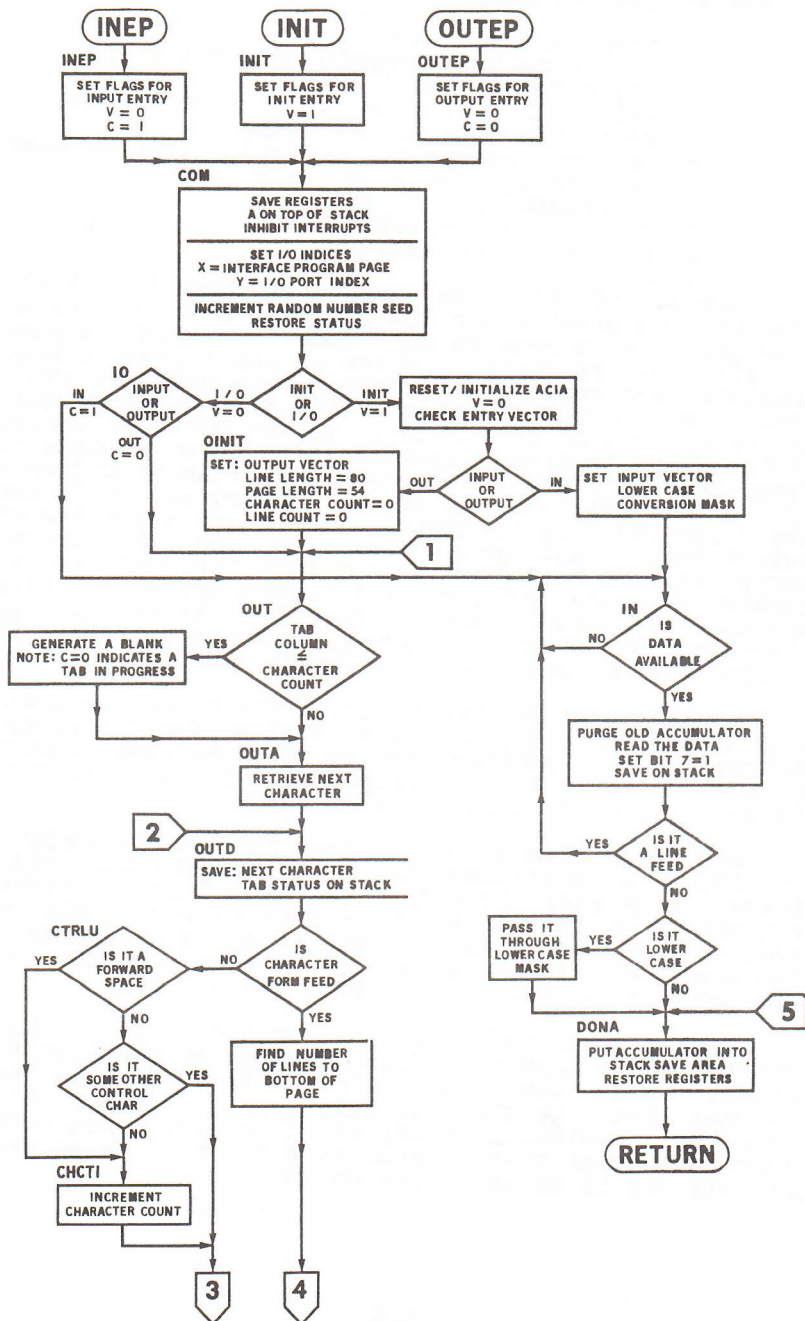 INEP
INIT
OUTEP
INEP
SET FLAGS FOR
INPUT ENTRY
V = 0
C = 1
INIT
SET FLAGS FOR
INIT ENTRY
V = 1
OUTEP
SET FLAGS FOR
OUTPUT ENTRY
V = 0
C = 0
COM
SAVE REGISTERS
A ON TOP OF STACK
INHIBIT INTERRUPTS
SET I/O INDICES
X = INTERFACE PROGRAM PAGE
Y = I/O PORT INDEX
INCREMENT RANDOM NUMBER SEED
RESTORE STATUS
IO
IN
C = 1
INPUT
OR
OUTPUT
I / O
V = 0
INIT
OR
I / O
INIT
V = 1
RESET / INITIALIZE ACIA
V = 0
CHECK ENTRY VECTOR
OUT
C = 0
OINIT
SET: OUTPUT VECTOR
LINE LENGTH = 80
PAGE LENGTH = 54
CHARACTER COUNT = 0
LINE COUNT = 0
OUT
INPUT
OR
OUTPUT
IN
SET INPUT VECTOR
LOWER CASE
CONVERSION MASK
1
OUT
TAB
COLUMN
≤
CHARACTER
COUNT
YES
GENERATE A BLANK
NOTE: C=0 INDICATES A
TAB IN PROGRESS
NO
IN
IS
DATA
AVAILABLE
NO
YES
PURGE OLD ACCUMULATOR
READ THE DATA
SET BIT 7 = 1
SAVE ON STACK
OUTA
RETRIEVE NEXT
CHARACTER
2
OUTD
SAVE: NEXT CHARACTER
TAB STATUS ON STACK
YES
IS IT
A LINE
FEED
NO
CTRLU
YES
IS IT A
FORWARD
SPACE
NO
IS
CHARACTER
FORM FEED
YES
PASS IT
THROUGH
LOWER CASE
MASK
YES
IS IT
LOWER
CASE
NO
5
NO
IS IT
SOME OTHER
CONTROL
CHAR
YES
NO
FIND NUMBER
OF LINES TO
BOTTOM OF
PAGE
DONA
PUT ACCUMULATOR INTO
STACK SAVE AREA
RESTORE REGISTERS
RETURN
CHCTI
INCREMENT
CHARACTER COUNT
3
4